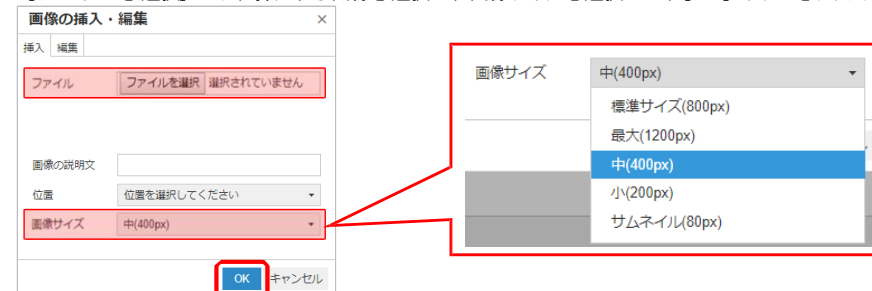 画像の挿入・編集 ×
挿入 編集
ファイル ファイルを選択 選択されていません
画像の説明文
位置 位置を選択してください
画像サイズ 中(400px)
OK キャンセル
画像サイズ 中(400px)
標準サイズ(800px)
最大(1200px)
中(400px)
小(200px)
サムネイル(80px)